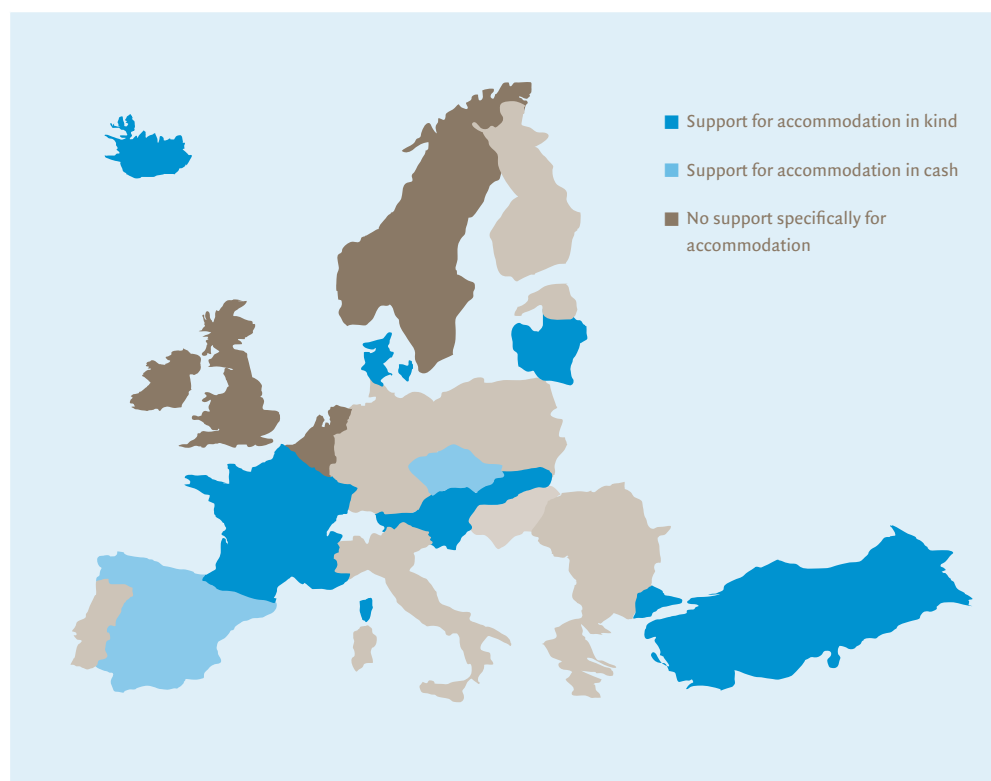 Support for accommodation in kind
Support for accommodation in cash
No support specifically for
accommodation